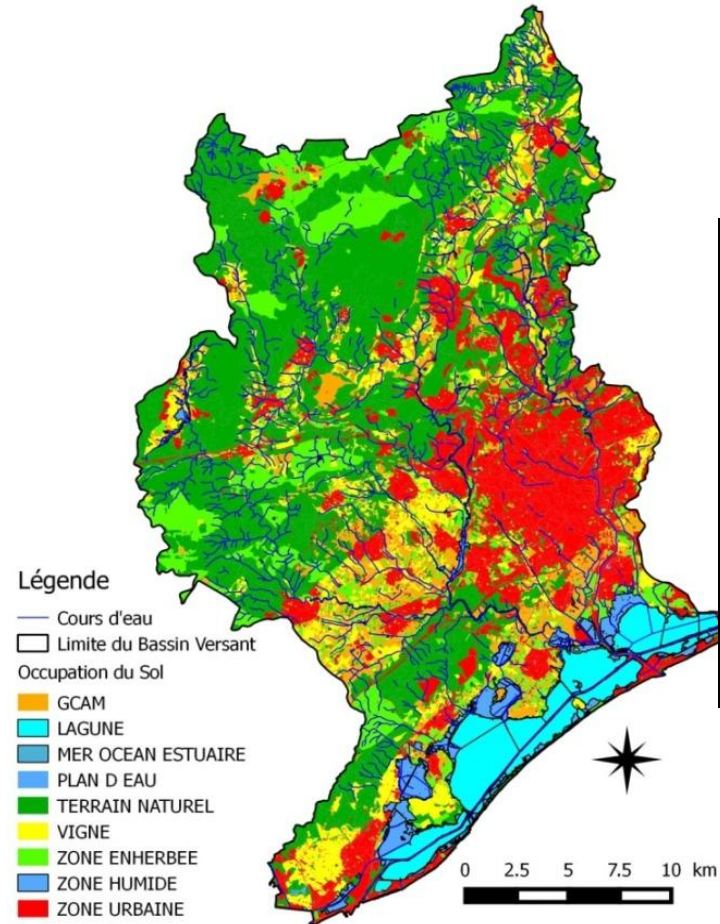 Légende
Cours d'eau
Limite du Bassin Versant
Occupation du Sol
GCAM
LAGUNE
MER OCEAN ESTUAIRE
PLAN D EAU
TERRAIN NATUREL
VIGNE
ZONE ENHERBEE
ZONE HUMIDE
ZONE URBAINE
0 2.5 5 7.5 10 km